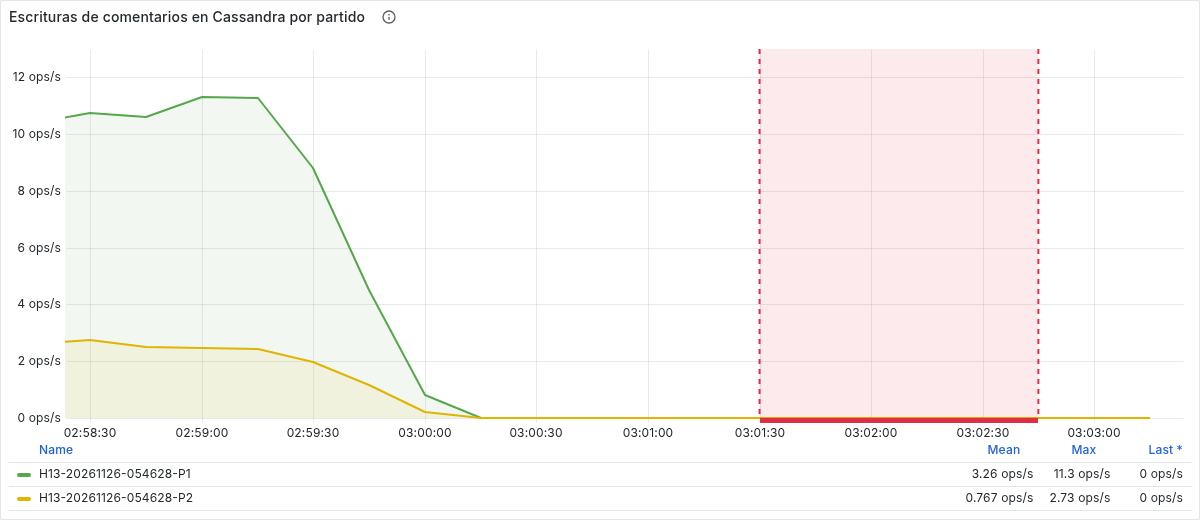 Escrituras de comentarios en Cassandra por partido
12 ops/s
10 ops/s
8 ops/s
6 ops/s
4 ops/s
2 ops/s
0 ops/s
02:58:30 02:59:00 02:59:30 03:00:00 03:00:30 03:01:00 03:01:30 03:02:00 03:02:30 03:03:00
Name Mean Max Last *
H13-20261126-054628-P1 3.26 ops/s 11.3 ops/s 0 ops/s
H13-20261126-054628-P2 0.767 ops/s 2.73 ops/s 0 ops/s